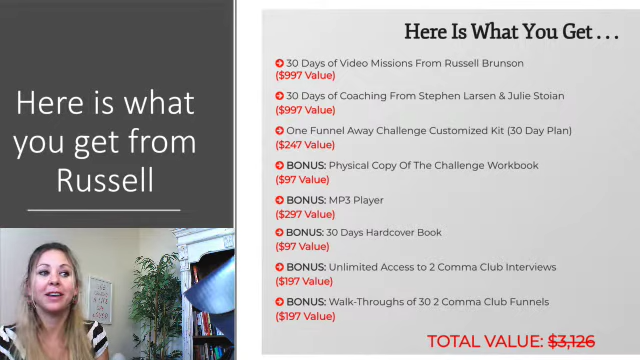 Here is what
you get from
Russell
Here Is What You Get . . .
30 Days of Video Missions From Russell Brunson
($997 Value)
30 Days of Coaching From Stephen Larsen & Julie Stoian
($997 Value)
One Funnel Away Challenge Customized Kit (30 Day Plan)
($247 Value)
BONUS: Physical Copy Of The Challenge Workbook
($97 Value)
BONUS: MP3 Player
($297 Value)
BONUS: 30 Days Hardcover Book
($97 Value)
BONUS: Unlimited Access to 2 Comma Club Interviews
($197 Value)
BONUS: Walk-Throughs of 30 2 Comma Club Funnels
($197 Value)
TOTAL VALUE: $3,126